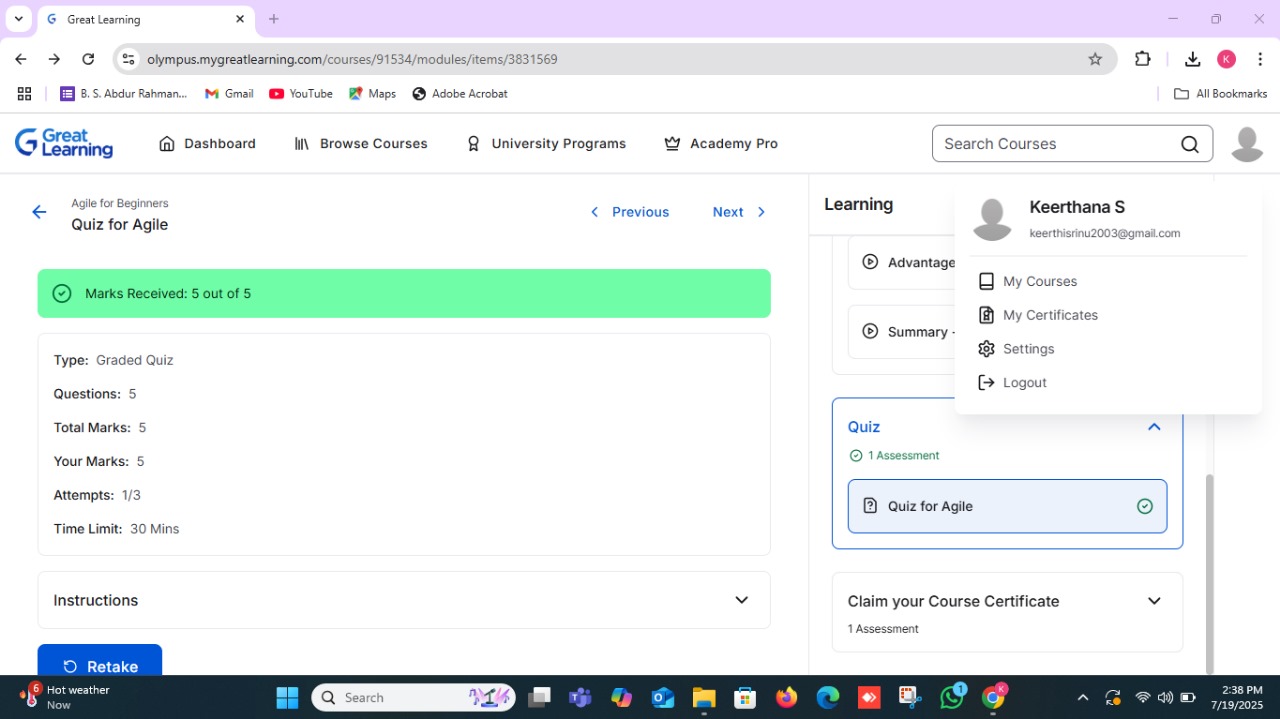 Great Learning
olympus.mygreatlearning.com/courses/91534/modules/items/3831569
K
B. S. Abdur Rahman...
Gmail
YouTube
Maps
Adobe Acrobat
All Bookmarks
Great Learning
Dashboard
Browse Courses
University Programs
Academy Pro
Search Courses
Agile for Beginners
Quiz for Agile
Previous
Next
Marks Received: 5 out of 5
Type: Graded Quiz
Questions: 5
Total Marks: 5
Your Marks: 5
Attempts: 1/3
Time Limit: 30 Mins
Instructions
Retake
Learning
Advantage
Summary -
Keerthana S
keerthisrinu2003@gmail.com
My Courses
My Certificates
Settings
Logout
Quiz
1 Assessment
Quiz for Agile
Claim your Course Certificate
1 Assessment
6
Hot weather
Now
Search
1
K
2:38 PM
7/19/2025